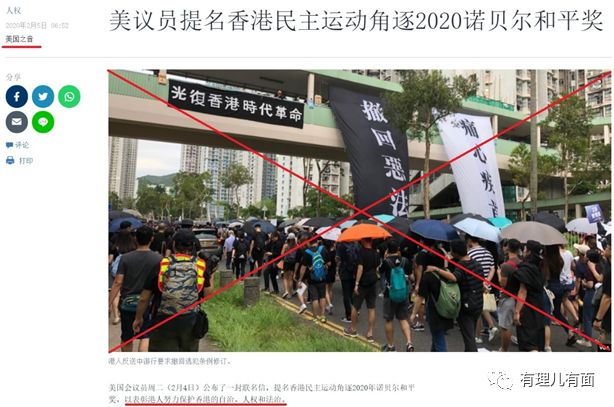 人权
2020年2月5日 06:52
美国之音
美议员提名香港民主运动角逐2020诺贝尔和平奖
分享
评论
打印
光復香港時代革命
撤回惡法
痛心疾
港人反送中游行要求撤回逃犯条例修订。
美国国会议员周二（2月4日）公布了一封联名信，提名香港民主运动角逐2020年诺贝尔和平
奖，以表彰港人努力保护香港的自治、人权和法治。
有理儿有面